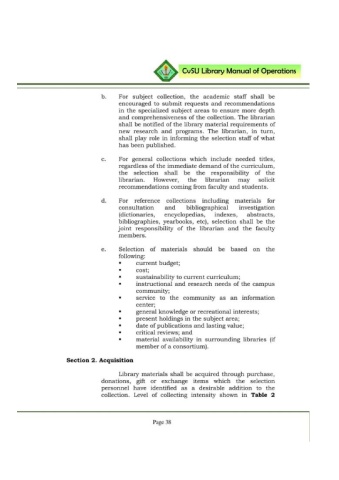 CvSU Library Manual of Operations
b. For subject collection, the academic staff shall be
encouraged to submit requests and recommendations
in the specialized subject areas to ensure more depth
and comprehensiveness of the collection. The librarian
shall be notified of the library material requirements of
new research and programs. The librarian, in turn,
shall play role in informing the selection staff of what
has been published.
c. For general collections which include needed titles,
regardless of the immediate demand of the curriculum,
the selection shall be the responsibility of the
librarian. However, the librarian may solicit
recommendations coming from faculty and students.
d. For reference collections including materials for
consultation and bibliographical investigation
(dictionaries, encyclopedias, indexes, abstracts,
bibliographies, yearbooks, etc), selection shall be the
joint responsibility of the librarian and the faculty
members.
e. Selection of materials should be based on the
following:
• current budget;
• cost;
• sustainability to current curriculum;
• instructional and research needs of the campus
community;
• service to the community as an information
center;
• general knowledge or recreational interests;
• present holdings in the subject area;
• date of publications and lasting value;
• critical reviews; and
• material availability in surrounding libraries (if
member of a consortium).
Section 2. Acquisition
Library materials shall be acquired through purchase,
donations, gift or exchange items which the selection
personnel have identified as a desirable addition to the
collection. Level of collecting intensity shown in Table 2
Page 38